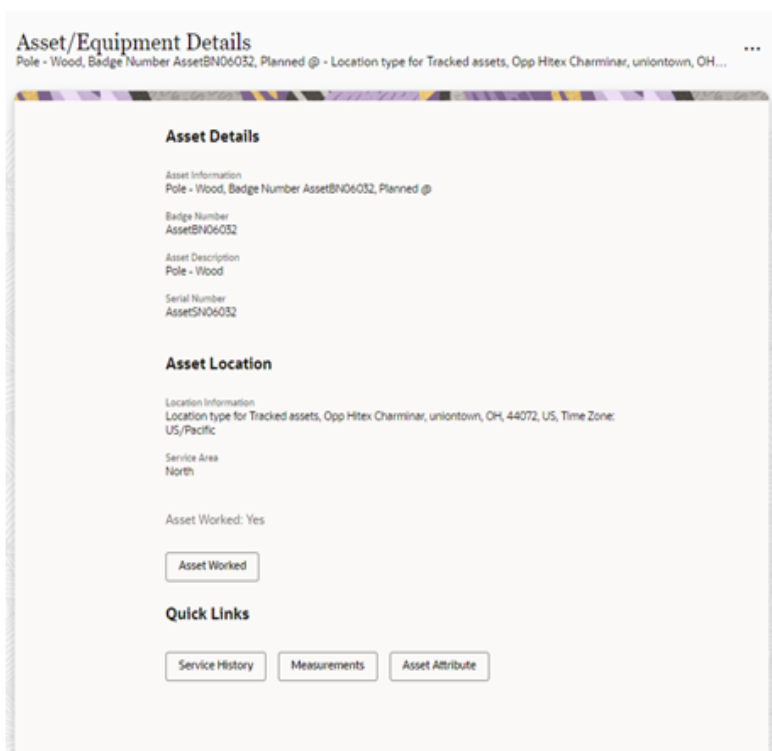 Asset/Equipment Details
Pole - Wood, Badge Number AssetBN06032, Planned @ - Location type for Tracked assets, Opp Hitex Charminar, uniontown, OH...
...
Asset Details
Asset Information
Pole - Wood, Badge Number AssetBN06032, Planned @
Badge Number
AssetBN06032
Asset Description
Pole - Wood
Serial Number
AssetSN06032
Asset Location
Location Information
Location type for Tracked assets, Opp Hitex Charminar, uniontown, OH, 44072, US, Time Zone:
US/Pacific
Service Area
North
Asset Worked: Yes
Asset Worked
Quick Links
Service History Measurements Asset Attribute